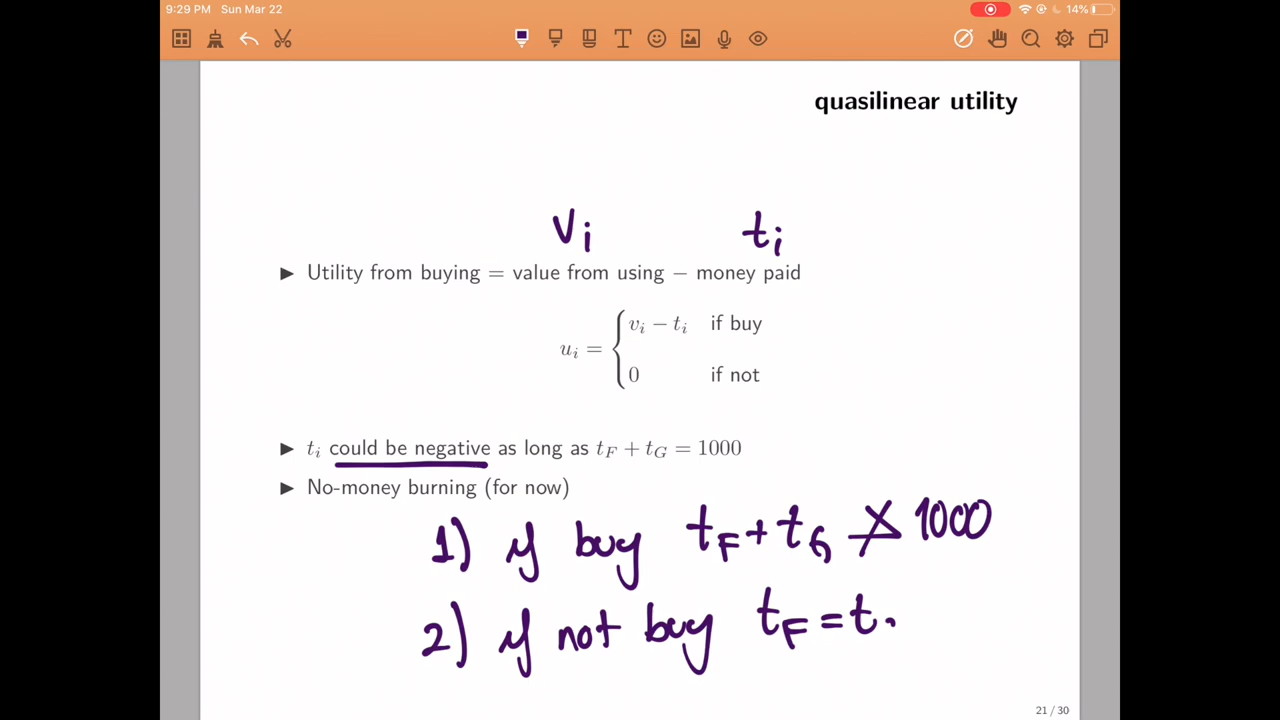 9:29 PM Sun Mar 22 14%
quasilinear utility
vi ti
▶ Utility from buying = value from using − money paid
vi − ti if buy
ui =
0 if not
▶ ti could be negative as long as tF + tG = 1000
▶ No-money burning (for now)
1) if buy tF + tG ≯ 1000
2) if not buy tF = t
21 / 30